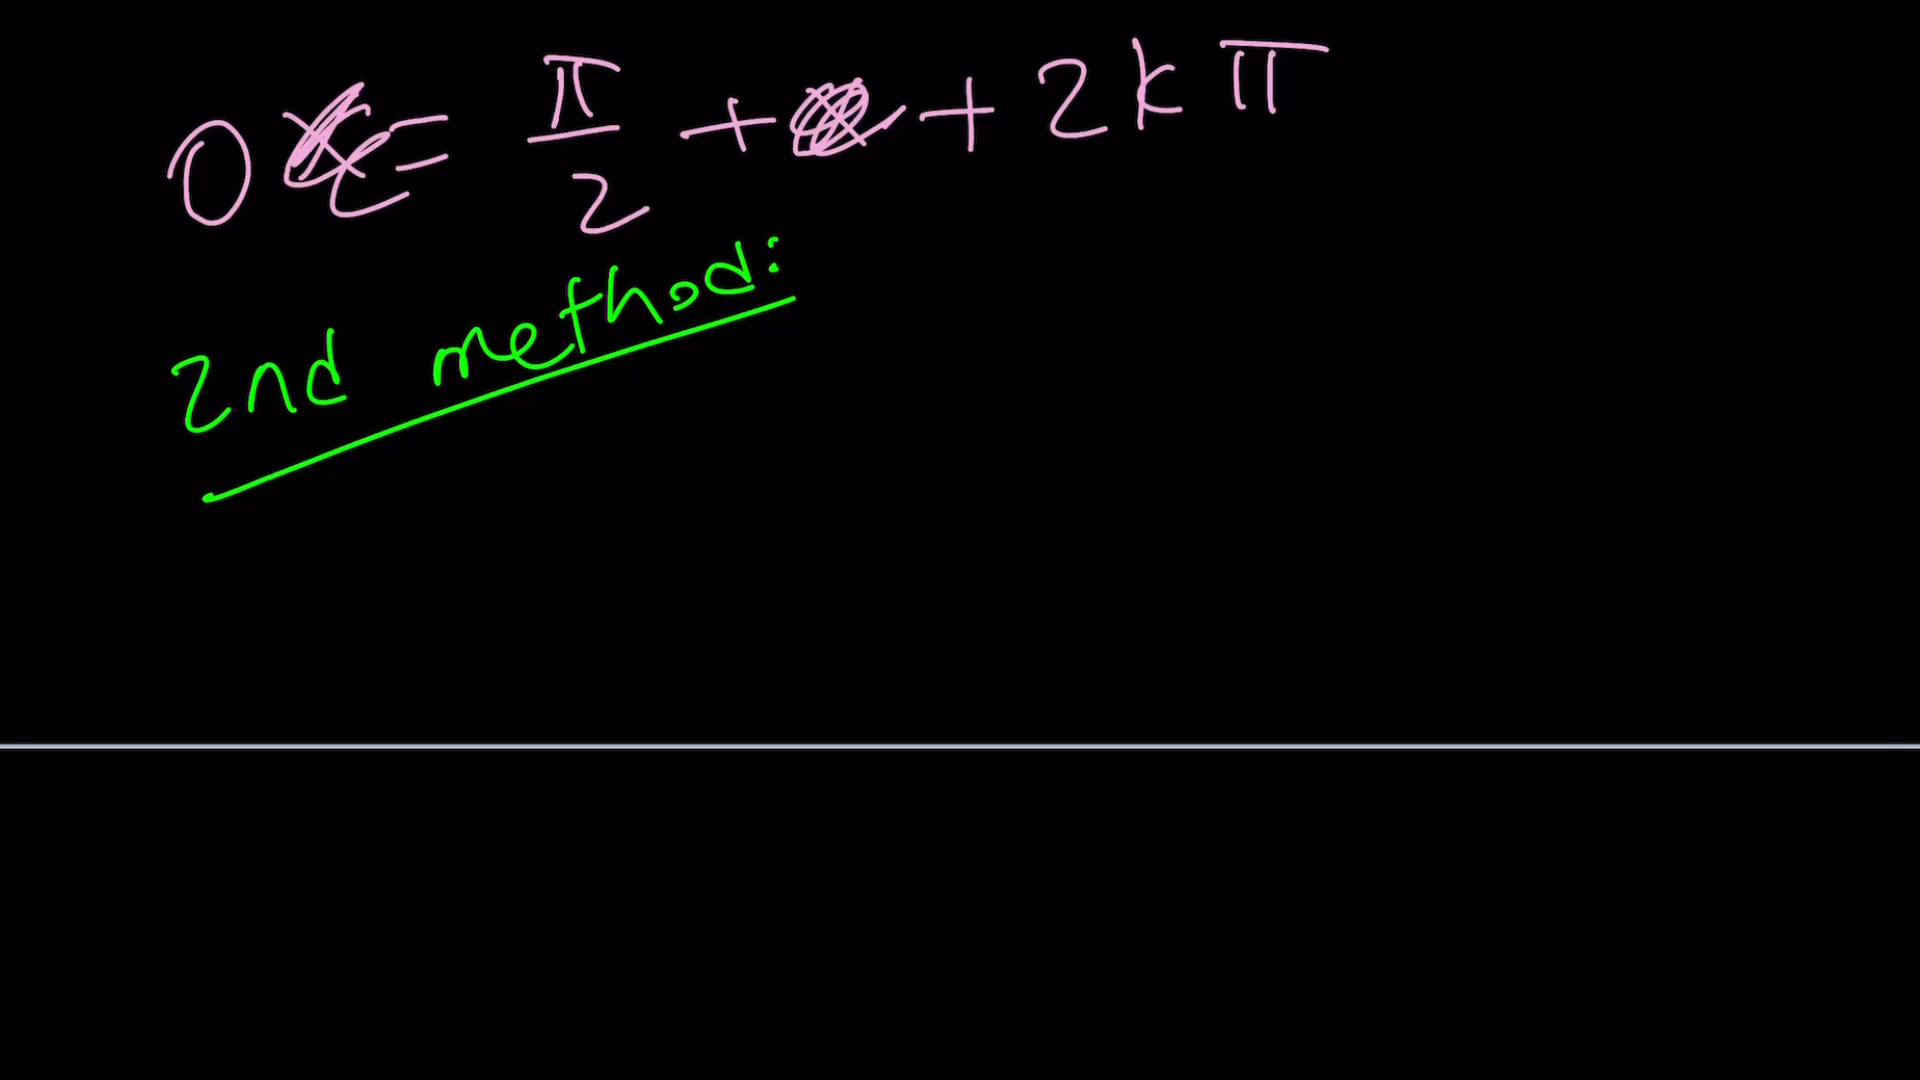 0 = π/2 + + 2kπ
2nd method: